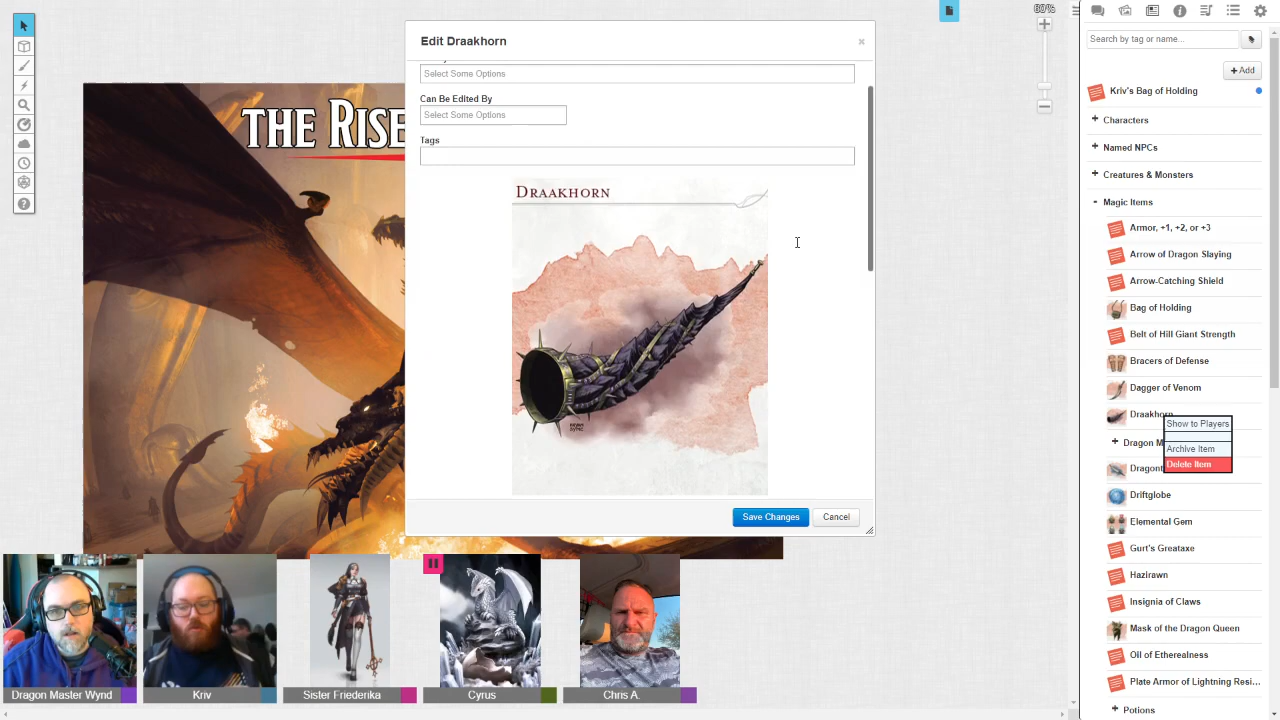 80%
Edit Draakhorn
×
Search by tag or name...
Select Some Options
+ Add
Can Be Edited By
Kriv's Bag of Holding
Select Some Options
+ Characters
THE RISE
Tags
+ Named NPCs
+ Creatures & Monsters
DRAAKHORN
- Magic Items
Armor, +1, +2, or +3
Arrow of Dragon Slaying
Arrow-Catching Shield
Bag of Holding
Belt of Hill Giant Strength
Bracers of Defense
Dagger of Venom
Draakhorn
Show to Players
+ Dragon M
Archive Item
Delete Item
Dragont
Driftglobe
Save Changes
Cancel
Elemental Gem
Gurt's Greataxe
Hazirawn
Insignia of Claws
Mask of the Dragon Queen
Oil of Etherealness
Plate Armor of Lightning Resi...
+ Potions
Dragon Master Wynd
Kriv
Sister Friederika
Cyrus
Chris A.